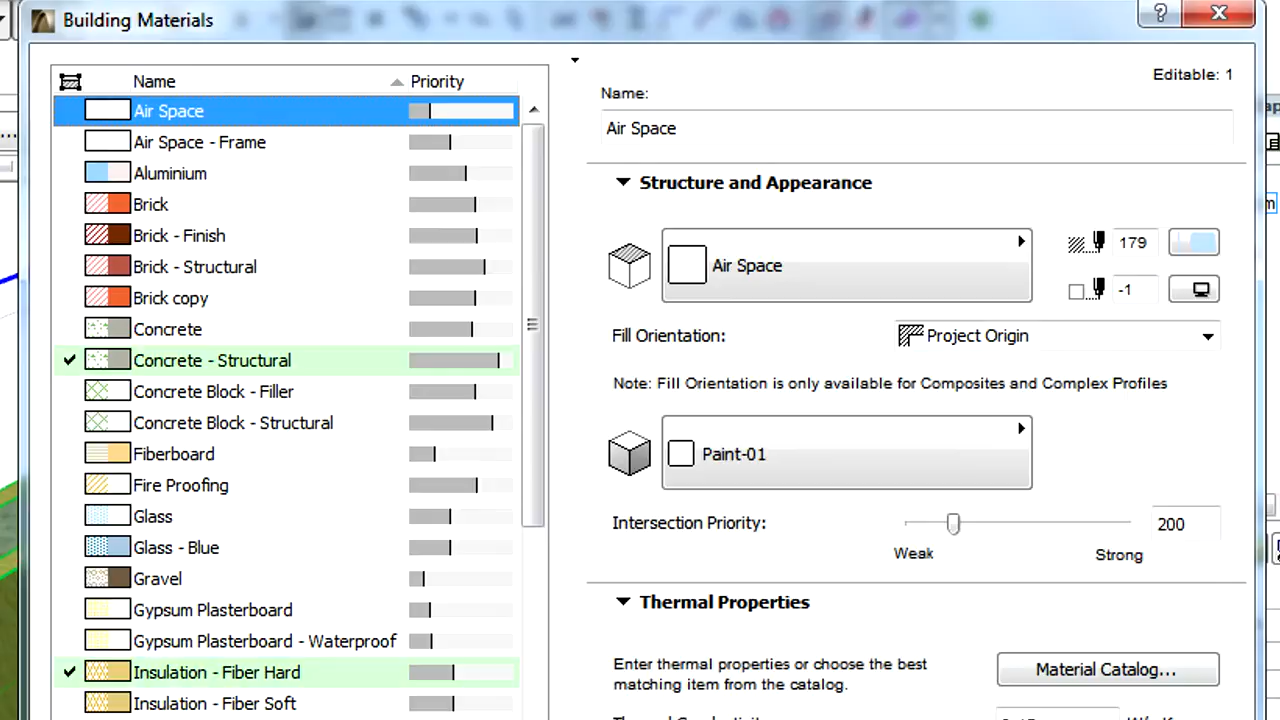 Building Materials
?
Name Priority
Air Space
Air Space - Frame
Aluminium
Brick
Brick - Finish
Brick - Structural
Brick copy
Concrete
Concrete - Structural
Concrete Block - Filler
Concrete Block - Structural
Fiberboard
Fire Proofing
Glass
Glass - Blue
Gravel
Gypsum Plasterboard
Gypsum Plasterboard - Waterproof
Insulation - Fiber Hard
Insulation - Fiber Soft
Editable: 1
Name:
Air Space
Structure and Appearance
Air Space
179
-1
Fill Orientation: Project Origin
Note: Fill Orientation is only available for Composites and Complex Profiles
Paint-01
Intersection Priority: 200
Weak Strong
Thermal Properties
Enter thermal properties or choose the best
matching item from the catalog.
Material Catalog...